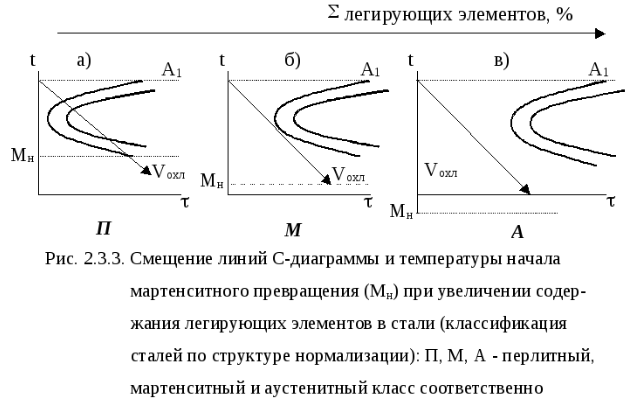 Σ легирующих элементов, %
t а) A₁
t б) A₁
t в) A₁
Mн Vохл τ
Mн Vохл τ
Mн Vохл τ
П М А
Рис. 2.3.3. Смещение линий С-диаграммы и температуры начала
мартенситного превращения (Мн) при увеличении содер-
жания легирующих элементов в стали (классификация
сталей по структуре нормализации): П, М, А - перлитный,
мартенситный и аустенитный класс соответственно